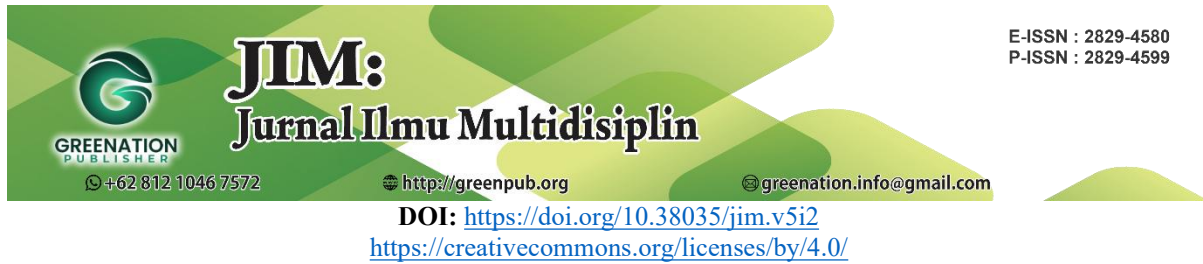 E-ISSN : 2829-4580
P-ISSN : 2829-4599
JIM:
Jurnal Ilmu Multidisiplin
GREENATION
PUBLISHER
+62 812 1046 7572 http://greenpub.org greenation.info@gmail.com
DOI: https://doi.org/10.38035/jim.v5i2
https://creativecommons.org/licenses/by/4.0/